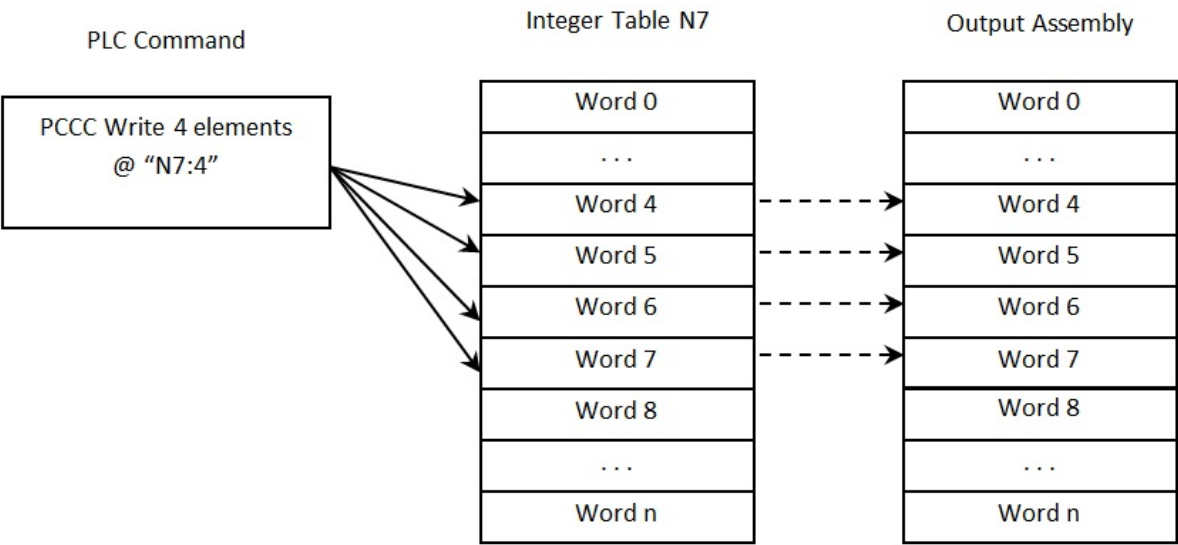 PLC Command
PCCC Write 4 elements
@ “N7:4”
Integer Table N7
Word 0
. . .
Word 4
Word 5
Word 6
Word 7
Word 8
. . .
Word n
Output Assembly
Word 0
. . .
Word 4
Word 5
Word 6
Word 7
Word 8
. . .
Word n